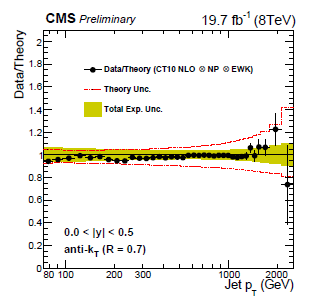 CMS Preliminary 19.7 fb⁻¹ (8TeV)
Data/Theory
Data/Theory (CT10 NLO ⊗ NP ⊗ EWK)
Theory Unc.
Total Exp. Unc.
2
1.8
1.6
1.4
1.2
1
0.8
0.6
0.4
0.2
0
0.0 < |y| < 0.5
anti-k_T (R = 0.7)
80 100 200 300 1000 2000
Jet p_T (GeV)